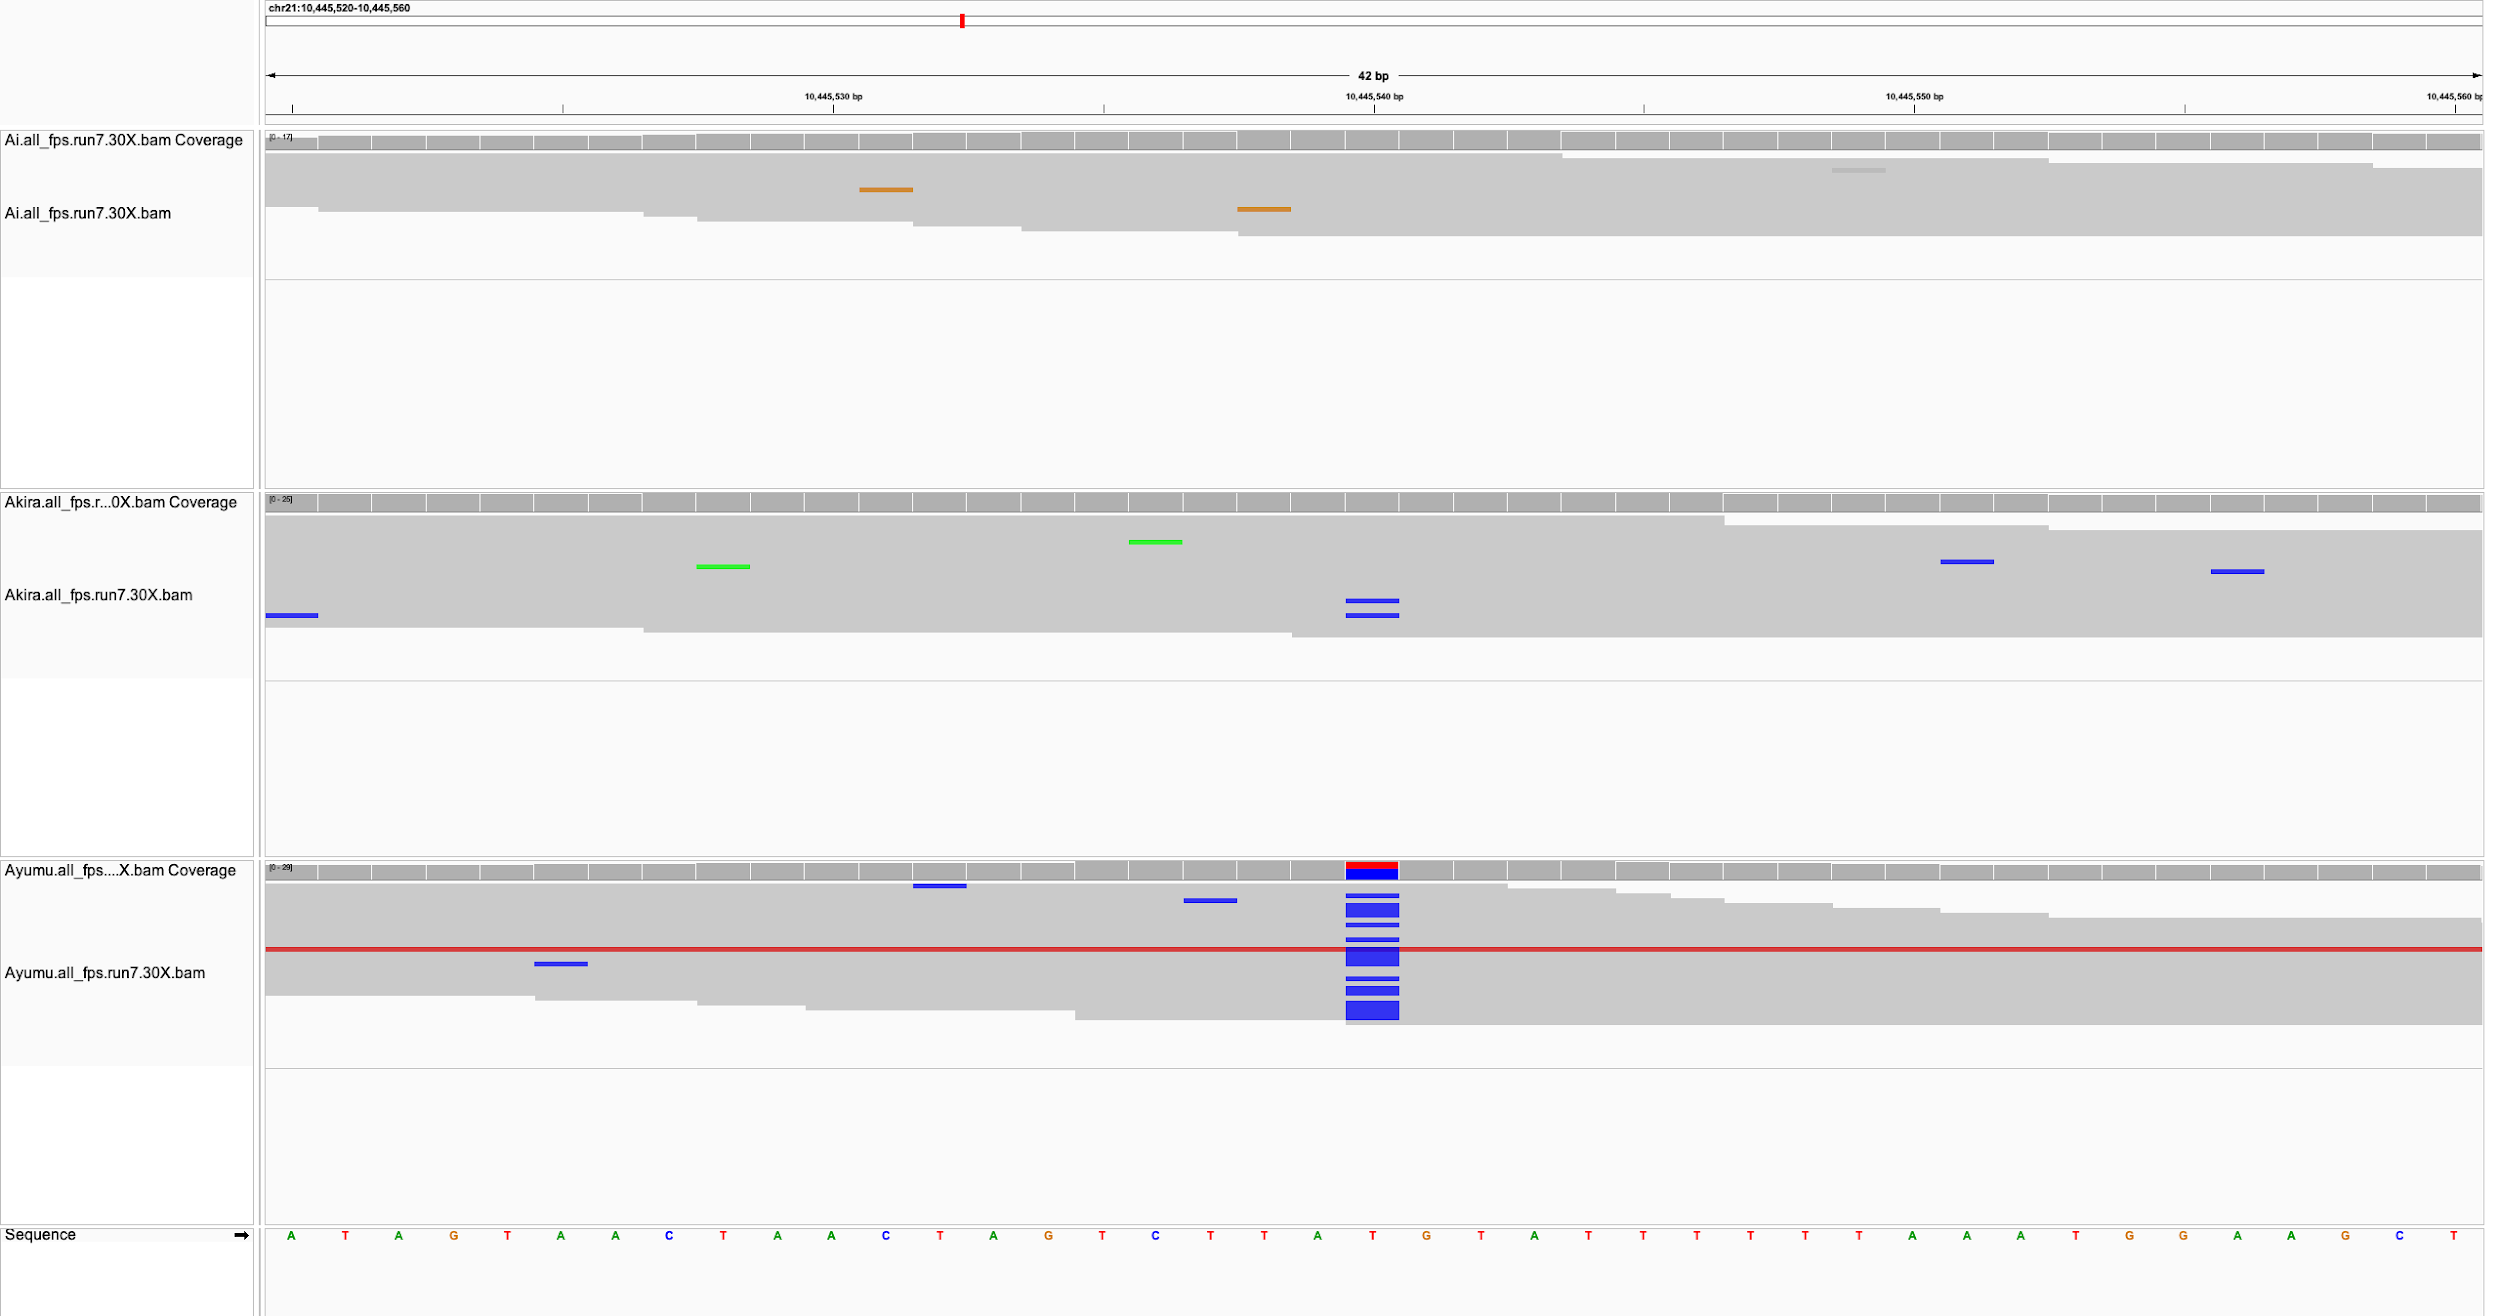 chr21:10,445,520-10,445,560
42 bp
10,445,530 bp 10,445,540 bp 10,445,550 bp 10,445,560 bp
Ai.all_fps.run7.30X.bam Coverage [0 - 17]
Ai.all_fps.run7.30X.bam
Akira.all_fps.r...0X.bam Coverage [0 - 25]
Akira.all_fps.run7.30X.bam
Ayumu.all_fps....X.bam Coverage [0 - 29]
Ayumu.all_fps.run7.30X.bam
Sequence A T A G T A A C T A A C T A G T C T T A T G T A T T T T T T A A A T G G A A G C T